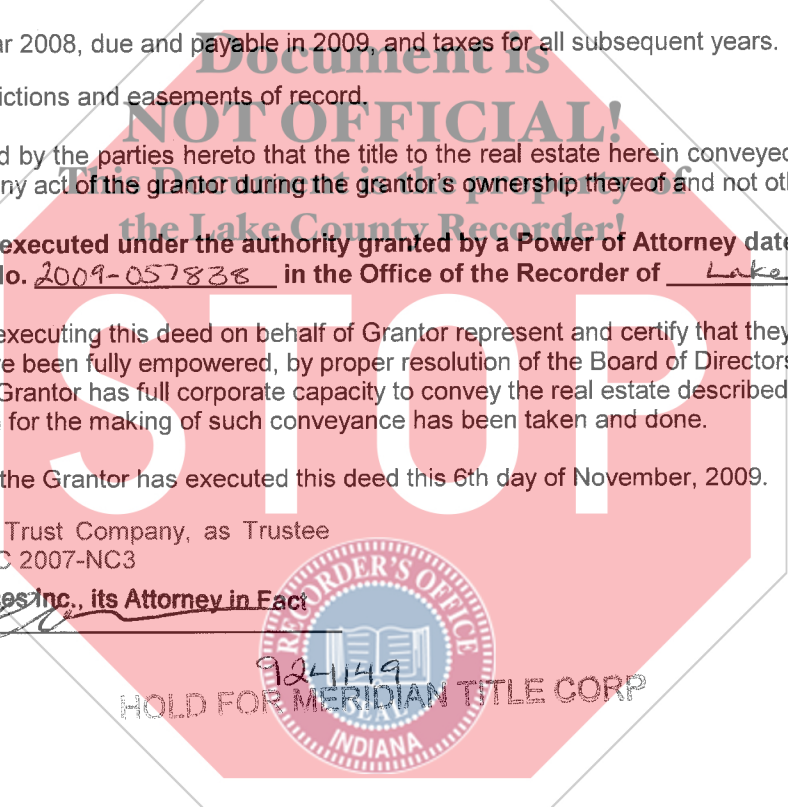 ar 2008, due and payable in 2009, and taxes for all subsequent years.
Document is
ictions and easements of record.
NOT OFFICIAL!
d by the parties hereto that the title to the real estate herein conveyed
This Document is the property of
ny act of the grantor during the grantor's ownership thereof and not oth
the Lake County Recorder!
executed under the authority granted by a Power of Attorney date
No. 2009-057838 in the Office of the Recorder of Lake
executing this deed on behalf of Grantor represent and certify that they
ve been fully empowered, by proper resolution of the Board of Directors
Grantor has full corporate capacity to convey the real estate described
for the making of such conveyance has been taken and done.
STOP
the Grantor has executed this deed this 6th day of November, 2009.
Trust Company, as Trustee
C 2007-NC3
es Inc., its Attorney in Fact
RECORDER'S OFFICE
924149
HOLD FOR MERIDIAN TITLE CORP
SEAL
INDIANA